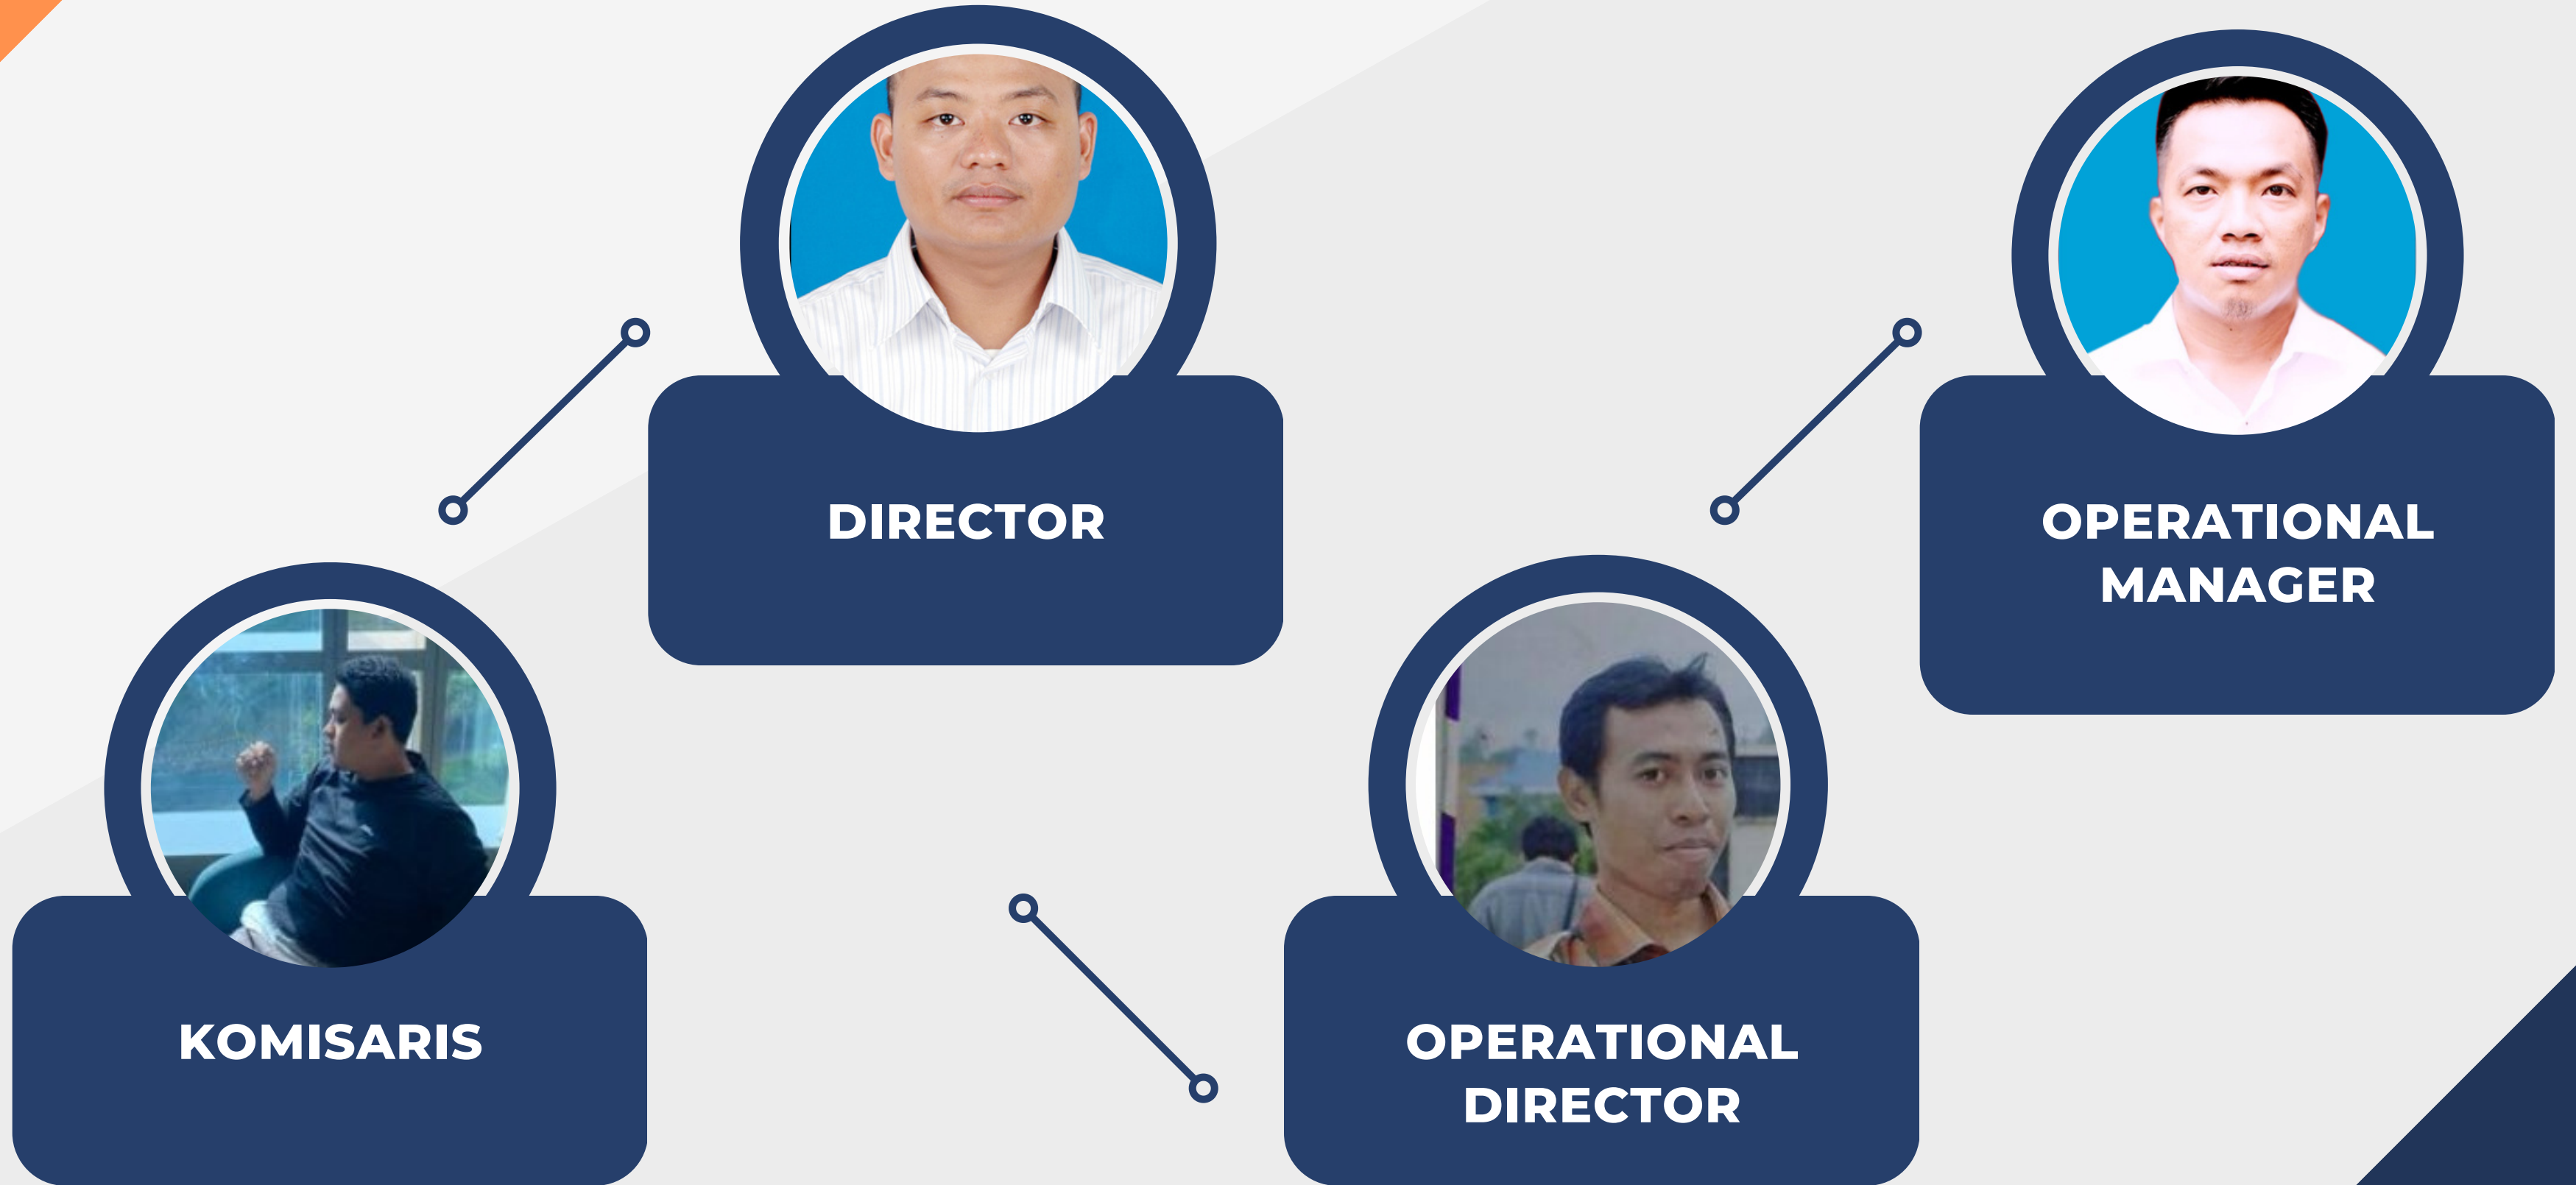 DIRECTOR
OPERATIONAL
MANAGER
KOMISARIS
OPERATIONAL
DIRECTOR